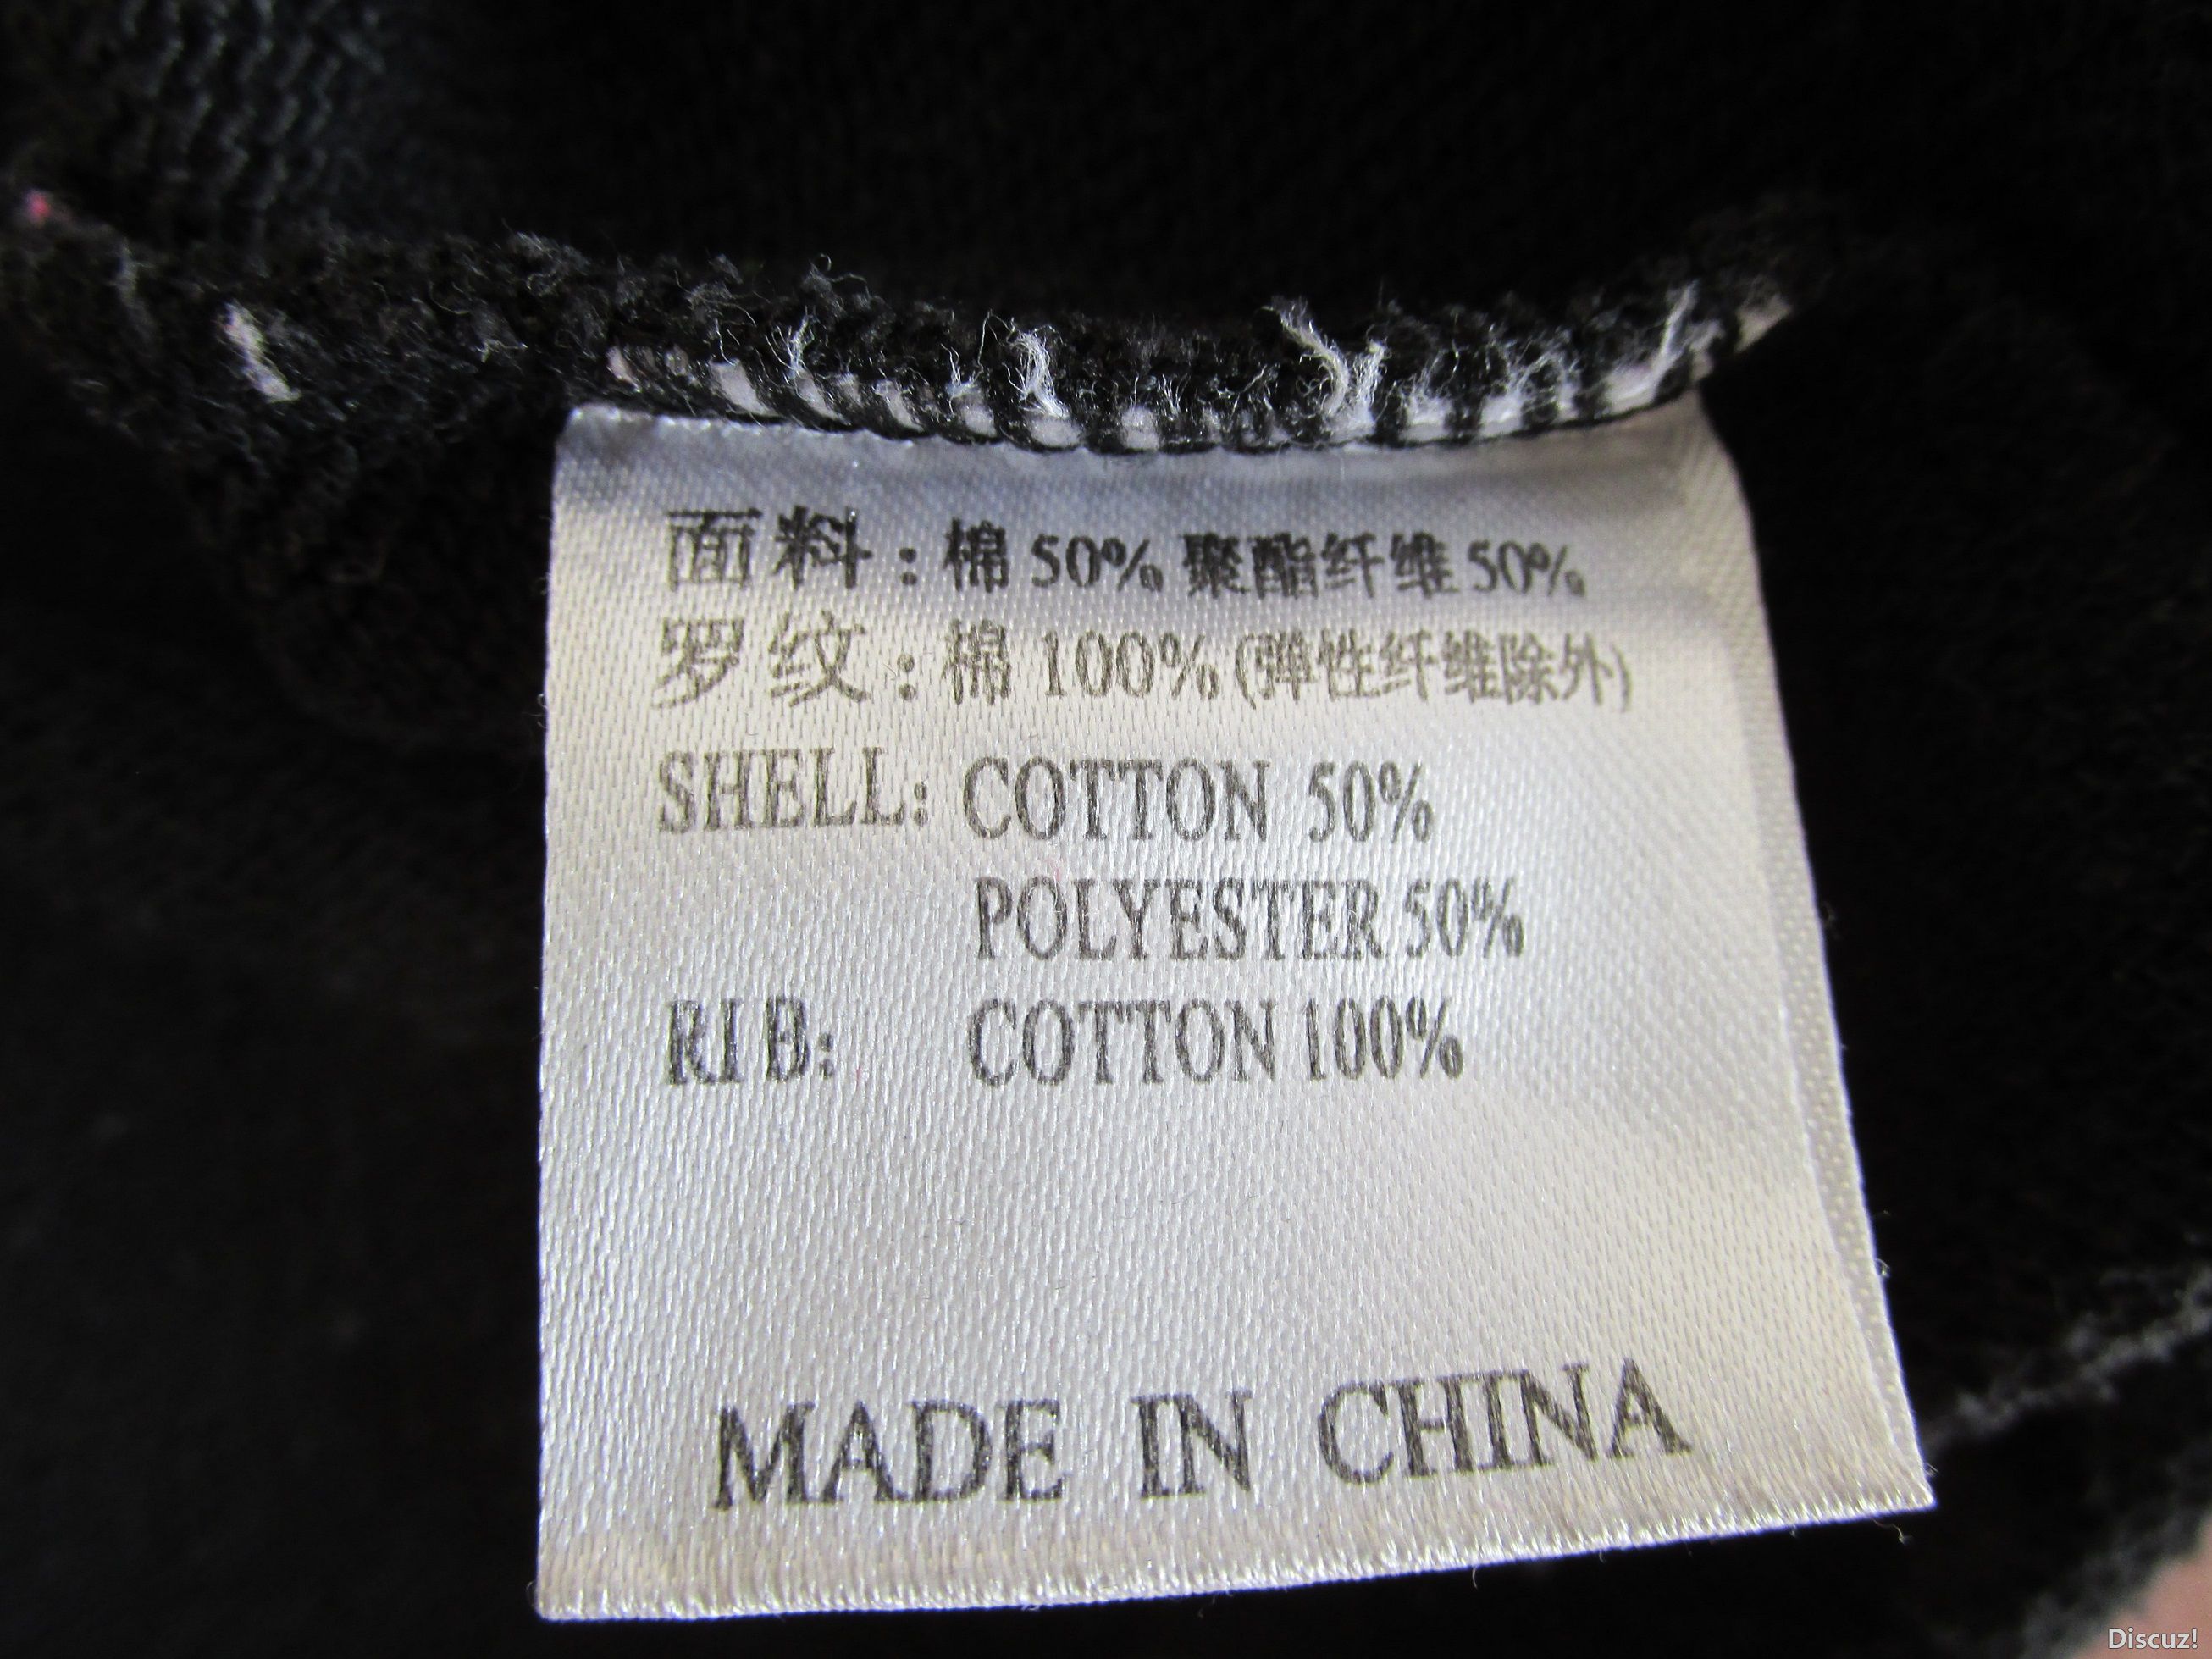 面料：棉 50% 聚酯纤维 50%
罗纹：棉 100% (弹性纤维除外)
SHELL: COTTON 50%
POLYESTER 50%
RIB: COTTON 100%
MADE IN CHINA
Discuz!